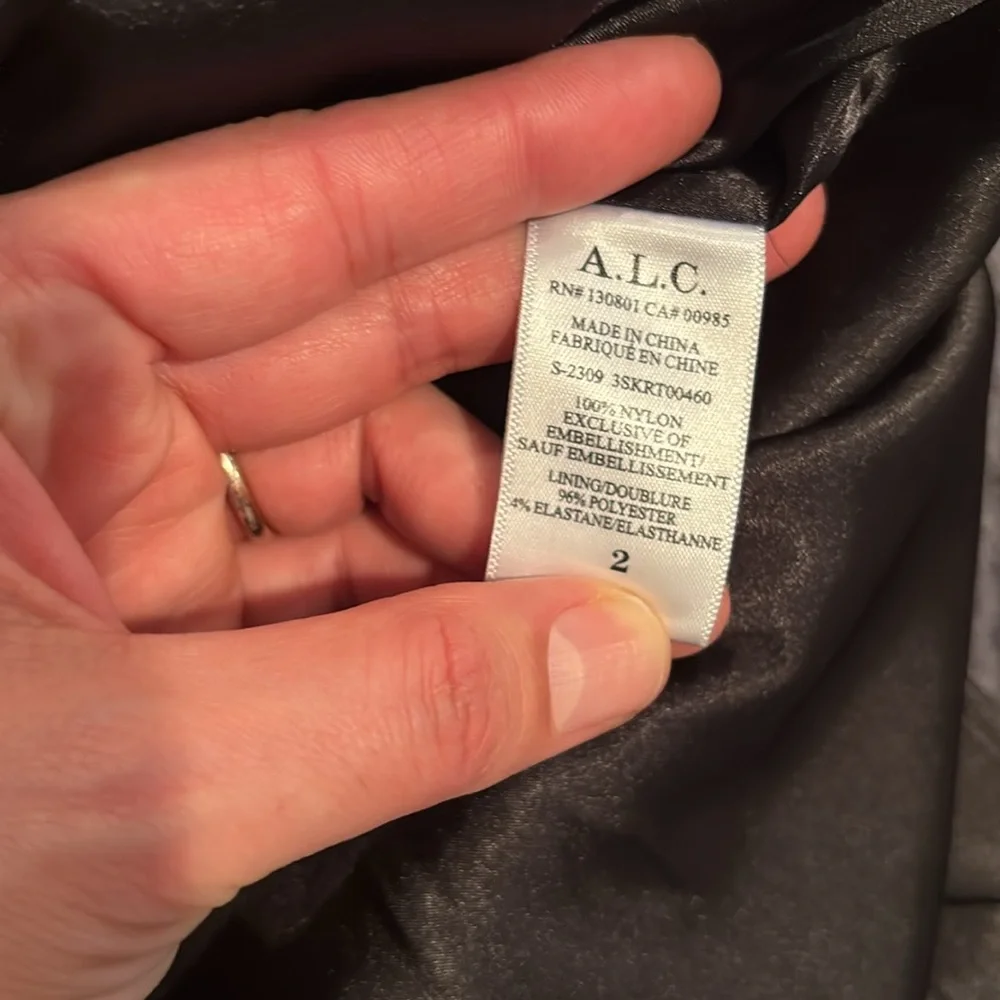 A.L.C.
RN# 130801 CA# 00985
MADE IN CHINA
FABRIQUÉ EN CHINE
S-2309 3SKRT00460
100% NYLON
EXCLUSIVE OF
EMBELLISHMENT/
SAUF EMBELLISSEMENT
LINING/DOUBLURE
96% POLYESTER
4% ELASTANE/ELASTHANNE
2